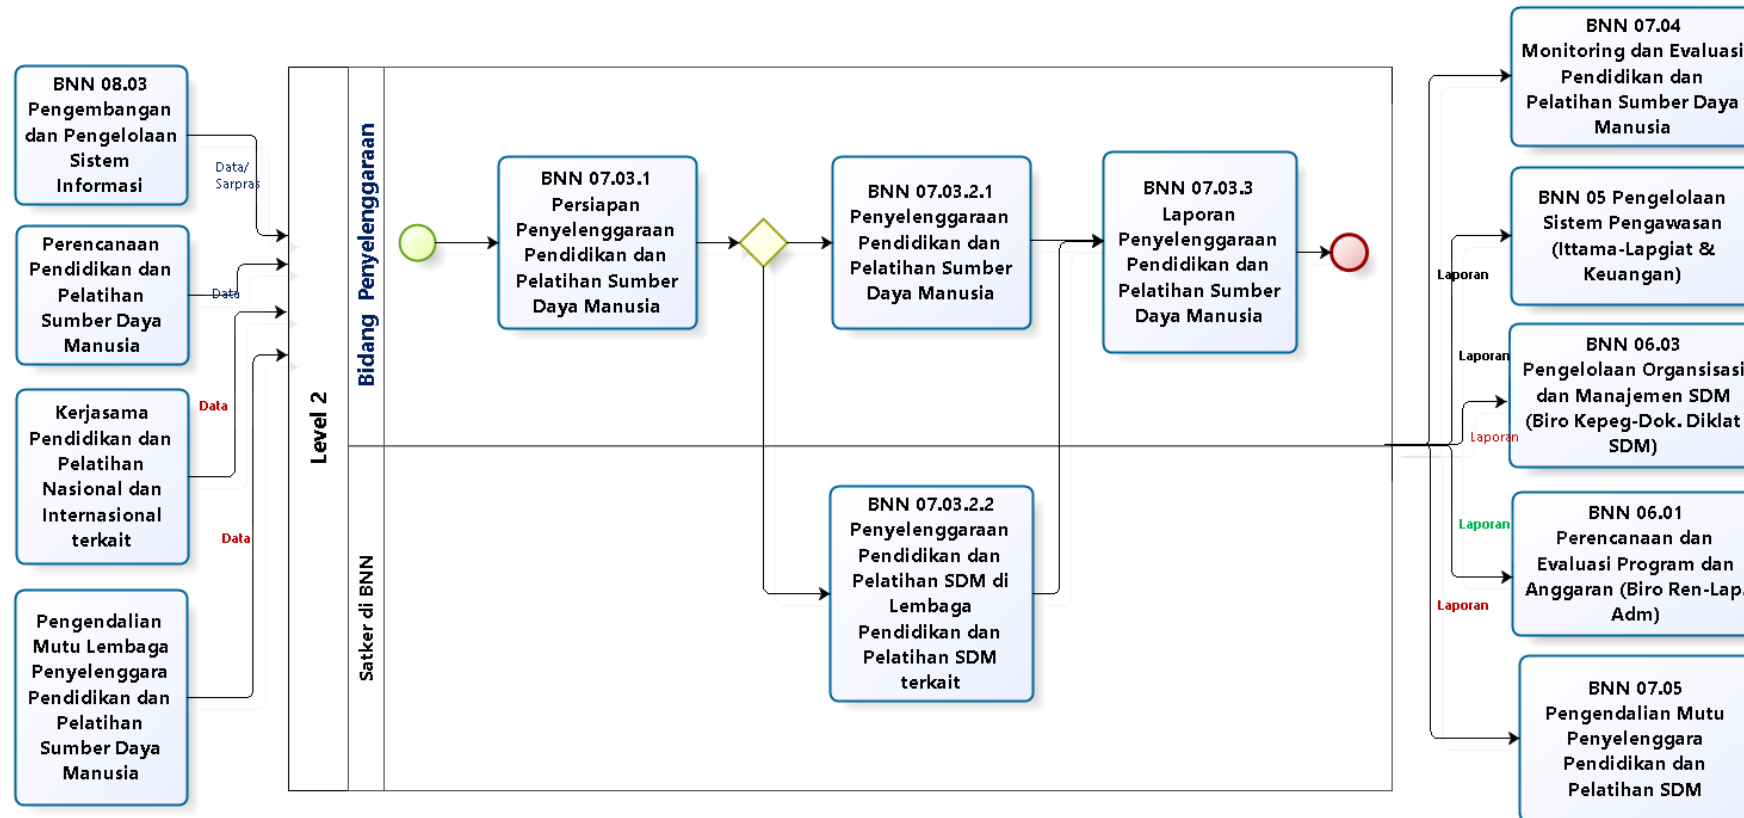 BNN 08.03
Pengembangan
dan Pengelolaan
Sistem
Informasi
Data/
Sarpras
Perencanaan
Pendidikan dan
Pelatihan
Sumber Daya
Manusia
Data
Kerjasama
Pendidikan dan
Pelatihan
Nasional dan
Internasional
terkait
Data
Pengendalian
Mutu Lembaga
Penyelenggara
Pendidikan dan
Pelatihan
Sumber Daya
Manusia
Data
Level 2
Bidang Penyelenggaraan
BNN 07.03.1
Persiapan
Penyelenggaraan
Pendidikan dan
Pelatihan Sumber
Daya Manusia
BNN 07.03.2.1
Penyelenggaraan
Pendidikan dan
Pelatihan Sumber
Daya Manusia
BNN 07.03.3
Laporan
Penyelenggaraan
Pendidikan dan
Pelatihan Sumber
Daya Manusia
Satker di BNN
BNN 07.03.2.2
Penyelenggaraan
Pendidikan dan
Pelatihan SDM di
Lembaga
Pendidikan dan
Pelatihan SDM
terkait
BNN 07.04
Monitoring dan Evaluasi
Pendidikan dan
Pelatihan Sumber Daya
Manusia
Laporan
BNN 05 Pengelolaan
Sistem Pengawasan
(Ittama-Lapgiat &
Keuangan)
Laporan
BNN 06.03
Pengelolaan Organsisasi
dan Manajemen SDM
(Biro Kepeg-Dok. Diklat
SDM)
Laporan
BNN 06.01
Perencanaan dan
Evaluasi Program dan
Anggaran (Biro Ren-Lap.
Adm)
Laporan
BNN 07.05
Pengendalian Mutu
Penyelenggara
Pendidikan dan
Pelatihan SDM
Laporan